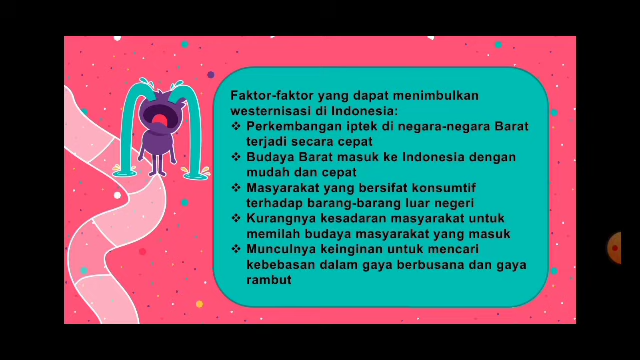 Faktor-faktor yang dapat menimbulkan
westernisasi di Indonesia:
❖ Perkembangan iptek di negara-negara Barat
terjadi secara cepat
❖ Budaya Barat masuk ke Indonesia dengan
mudah dan cepat
❖ Masyarakat yang bersifat konsumtif
terhadap barang-barang luar negeri
❖ Kurangnya kesadaran masyarakat untuk
memilah budaya masyarakat yang masuk
❖ Munculnya keinginan untuk mencari
kebebasan dalam gaya berbusana dan gaya
rambut